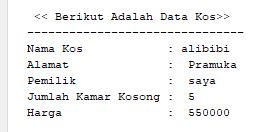 << Berikut Adalah Data Kos>>
--------------------------------
Nama Kos : alibibi
Alamat : Pramuka
Pemilik : saya
Jumlah Kamar Kosong : 5
Harga : 550000